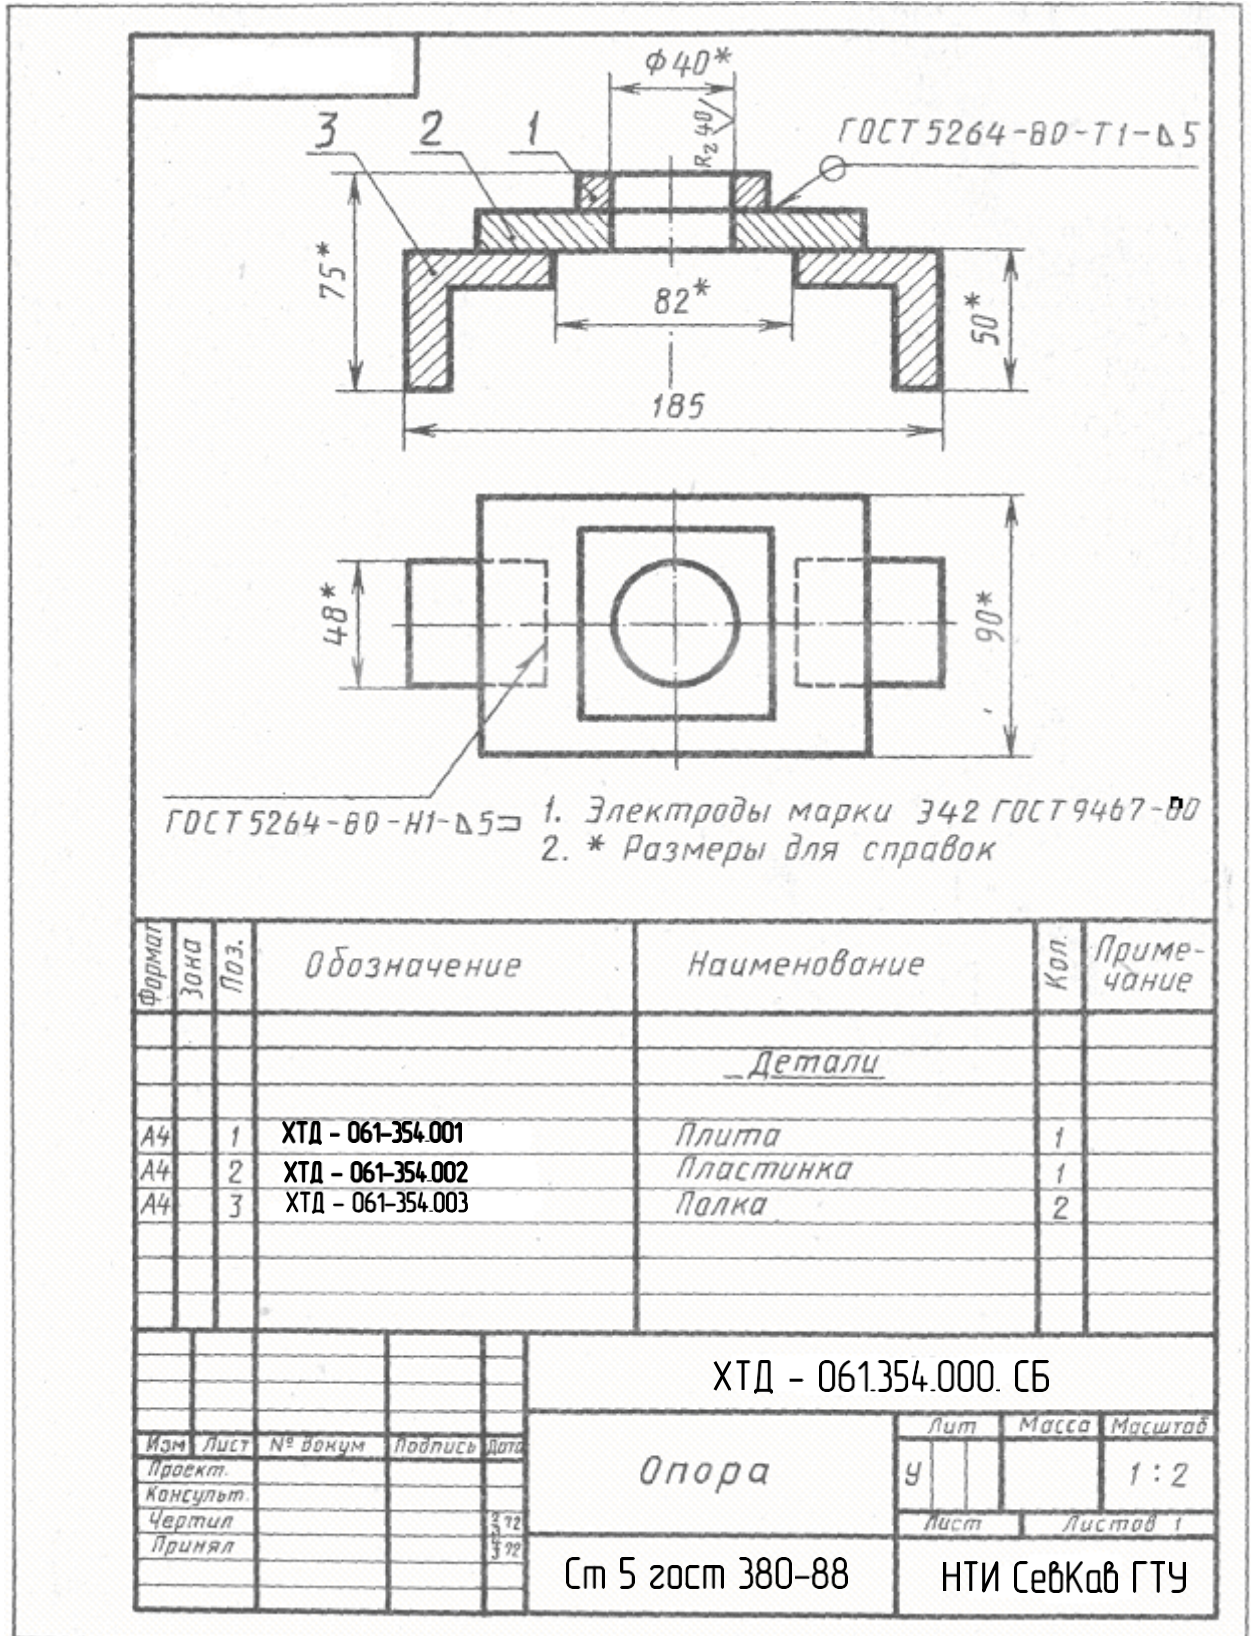 Φ40*
Rz 40
ГОСТ 5264-80-Т1-⊿5
3 2 1
75*
82*
50*
185
48*
90*
ГОСТ 5264-80-Н1-⊿5⊐
1. Электроды марки Э42 ГОСТ 9467-80
2. * Размеры для справок
Формат Зона Поз. Обозначение Наименование Кол. Приме-
чание
Детали
А4 1 ХТД - 061-354.001 Плита 1
А4 2 ХТД - 061-354.002 Пластинка 1
А4 3 ХТД - 061-354.003 Полка 2
ХТД - 061.354.000. СБ
Изм Лист № докум Подпись Дата
Проект.
Консульт.
Чертил
Принял
Опора
Лит Масса Масштаб
У 1:2
Лист Листов 1
Ст 5 гост 380-88
НТИ СевКав ГТУ